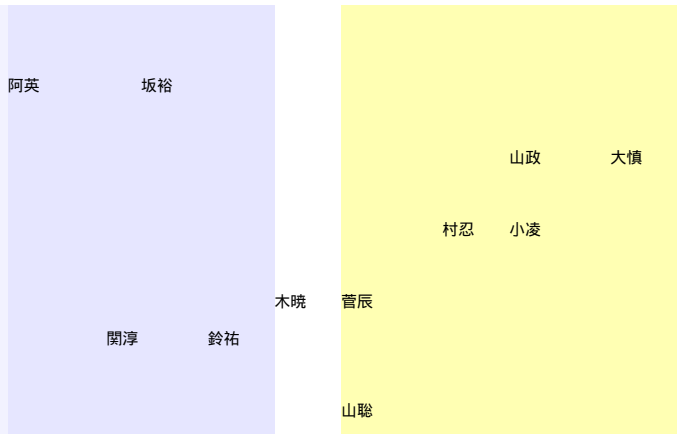 阿英 坂裕
山政 大慎
村忍 小凌
木暁 菅辰
関淳 鈴祐
山聡